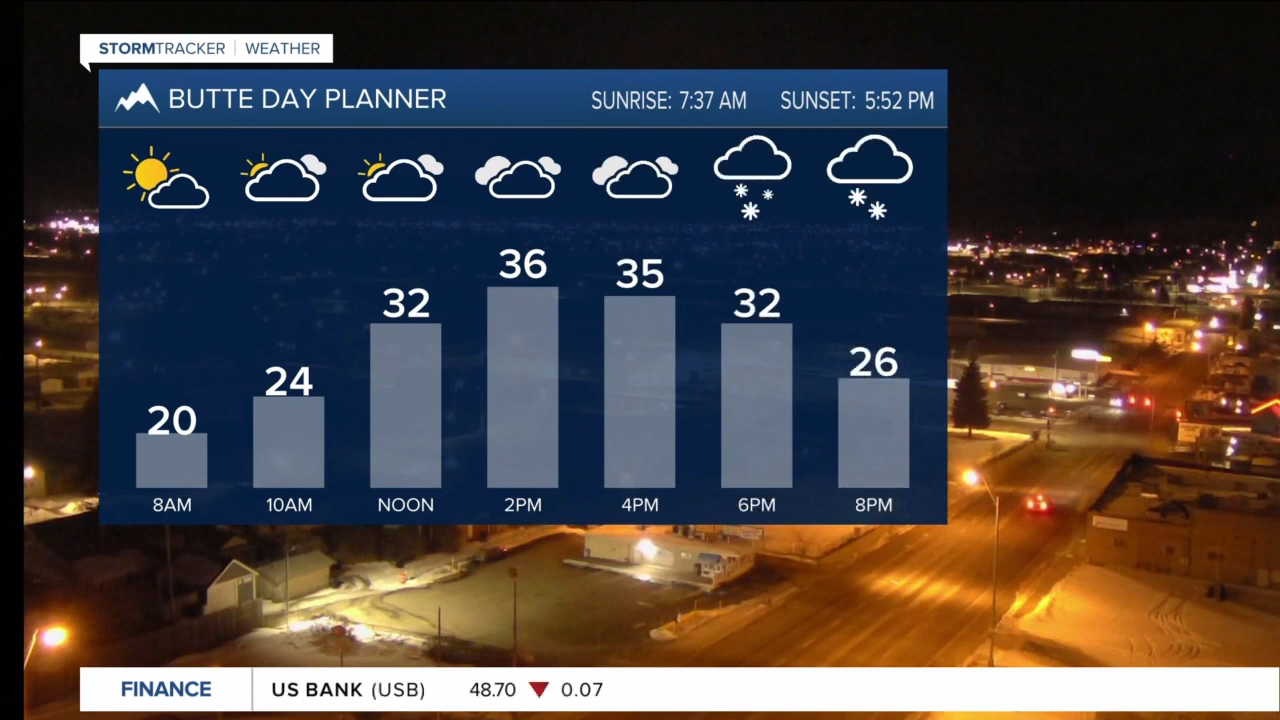 STORMTRACKER | WEATHER
BUTTE DAY PLANNER SUNRISE: 7:37 AM SUNSET: 5:52 PM
20 24 32 36 35 32 26
8AM 10AM NOON 2PM 4PM 6PM 8PM
FINANCE US BANK (USB) 48.70 ▼ 0.07